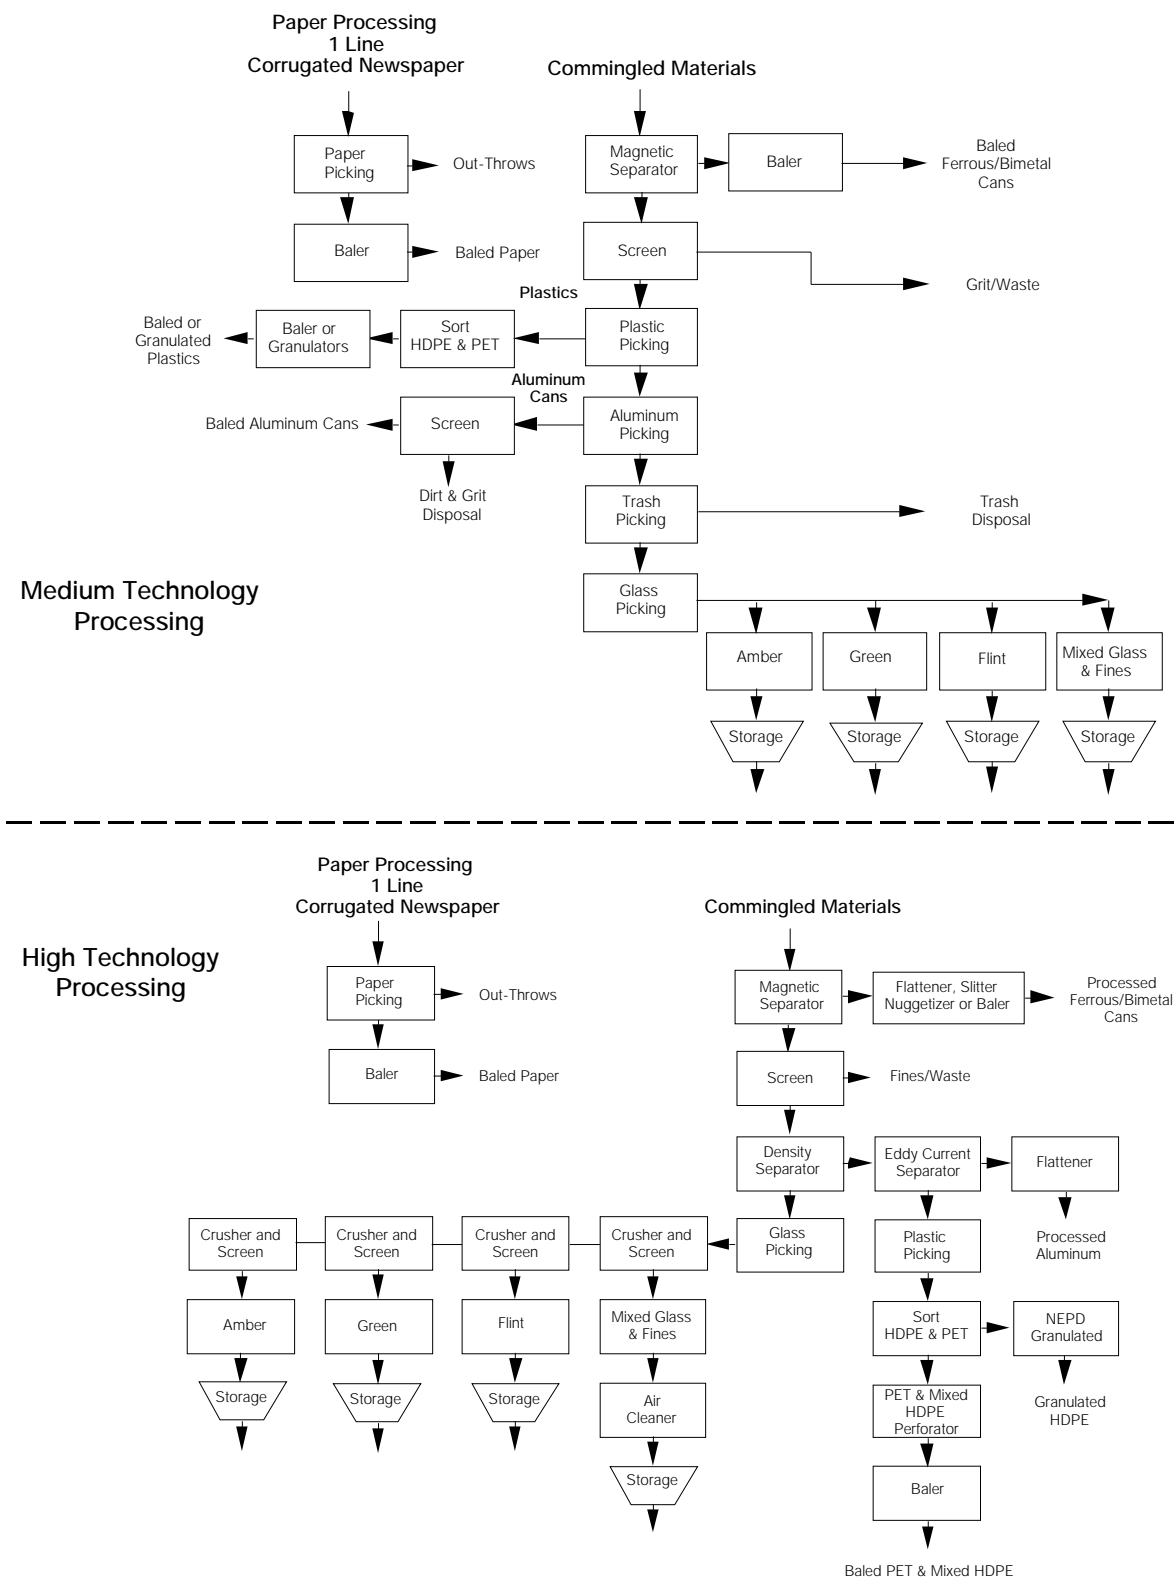 Paper Processing
1 Line
Corrugated Newspaper
Commingled Materials
Paper
Picking
Out-Throws
Magnetic
Separator
Baler
Baled
Ferrous/Bimetal
Cans
Baler
Baled Paper
Screen
Grit/Waste
Plastics
Baled or
Granulated
Plastics
Baler or
Granulators
Sort
HDPE & PET
Plastic
Picking
Aluminum
Cans
Baled Aluminum Cans
Screen
Aluminum
Picking
Dirt & Grit
Disposal
Trash
Picking
Trash
Disposal
Medium Technology
Processing
Glass
Picking
Amber
Green
Flint
Mixed Glass
& Fines
Storage
Storage
Storage
Storage
Paper Processing
1 Line
Corrugated Newspaper
Commingled Materials
High Technology
Processing
Paper
Picking
Out-Throws
Magnetic
Separator
Flattener, Slitter
Nuggetizer or Baler
Processed
Ferrous/Bimetal
Cans
Baler
Baled Paper
Screen
Fines/Waste
Density
Separator
Eddy Current
Separator
Flattener
Crusher and
Screen
Crusher and
Screen
Crusher and
Screen
Crusher and
Screen
Glass
Picking
Plastic
Picking
Processed
Aluminum
Amber
Green
Flint
Mixed Glass
& Fines
Sort
HDPE & PET
NEPD
Granulated
Storage
Storage
Storage
Air
Cleaner
PET & Mixed
HDPE
Perforator
Granulated
HDPE
Storage
Baler
Baled PET & Mixed HDPE